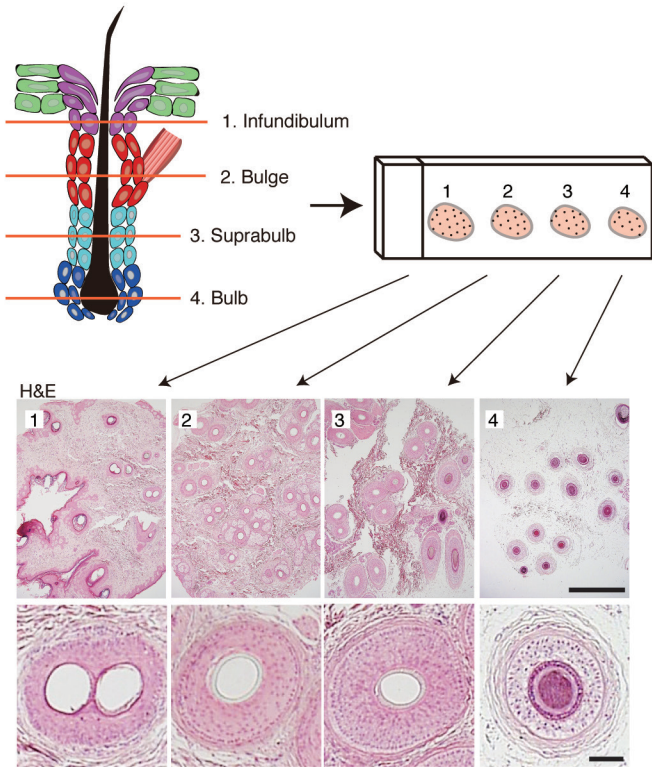 1. Infundibulum
2. Bulge
3. Suprabulb
4. Bulb
1 2 3 4
H&E
1 2 3 4